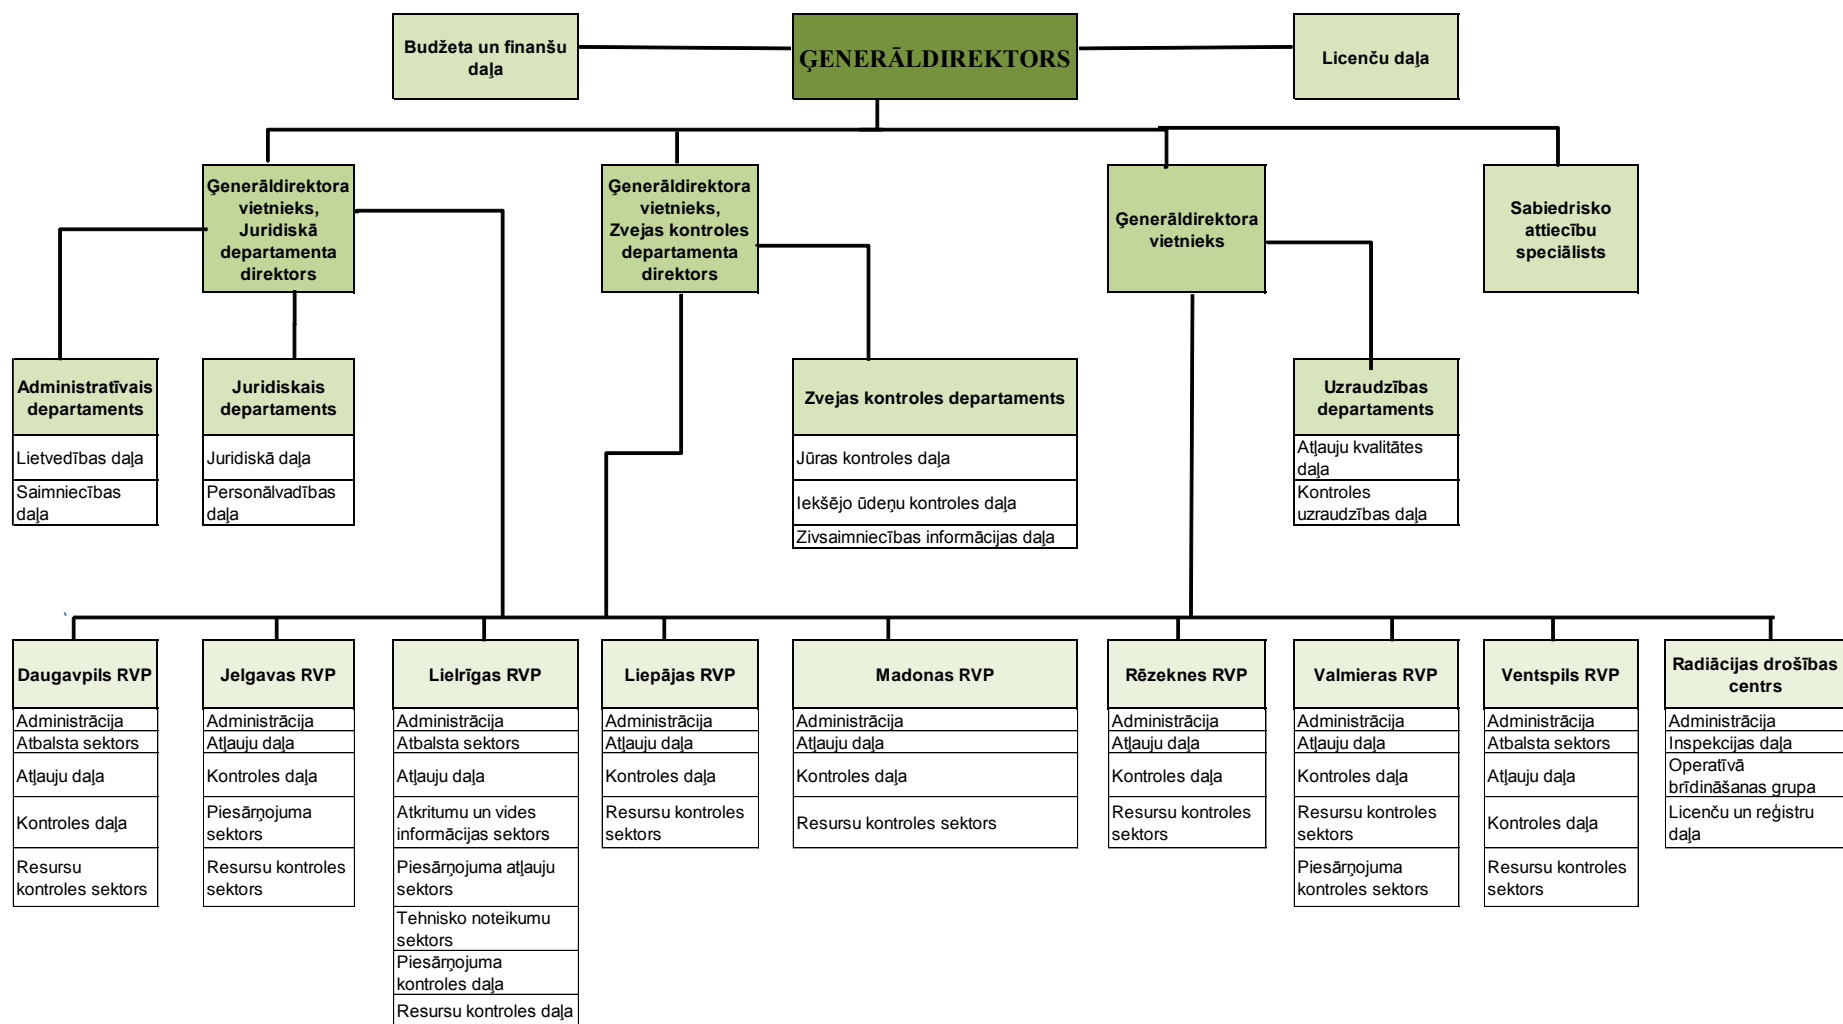 Budžeta un finanšu
daļa
ĢENERĀLDIREKTORS
Licenču daļa
Ģenerāldirektora
vietnieks,
Juridiskā
departamenta
direktors
Ģenerāldirektora
vietnieks,
Zvejas kontroles
departamenta
direktors
Ģenerāldirektora
vietnieks
Sabiedrisko
attiecību
speciālists
Administratīvais
departaments
Lietvedības daļa
Saimniecības
daļa
Juridiskais
departaments
Juridiskā daļa
Personālvadības
daļa
Zvejas kontroles departaments
Jūras kontroles daļa
Iekšējo ūdeņu kontroles daļa
Zivsaimniecības informācijas daļa
Uzraudzības
departaments
Atļauju kvalitātes
daļa
Kontroles
uzraudzības daļa
Daugavpils RVP
Administrācija
Atbalsta sektors
Atļauju daļa
Kontroles daļa
Resursu
kontroles sektors
Jelgavas RVP
Administrācija
Atļauju daļa
Kontroles daļa
Piesārņojuma
sektors
Resursu kontroles
sektors
Lielrīgas RVP
Administrācija
Atbalsta sektors
Atļauju daļa
Atkritumu un vides
informācijas sektors
Piesārņojuma atļauju
sektors
Tehnisko noteikumu
sektors
Piesārņojuma
kontroles daļa
Resursu kontroles daļa
Liepājas RVP
Administrācija
Atļauju daļa
Kontroles daļa
Resursu kontroles
sektors
Madonas RVP
Administrācija
Atļauju daļa
Kontroles daļa
Resursu kontroles sektors
Rēzeknes RVP
Administrācija
Atļauju daļa
Kontroles daļa
Resursu kontroles
sektors
Valmieras RVP
Administrācija
Atļauju daļa
Kontroles daļa
Resursu kontroles
sektors
Piesārņojuma
kontroles sektors
Ventspils RVP
Administrācija
Atbalsta sektors
Atļauju daļa
Kontroles daļa
Resursu kontroles
sektors
Radiācijas drošības
centrs
Administrācija
Inspekcijas daļa
Operatīvā
brīdināšanas grupa
Licenču un reģistru
daļa